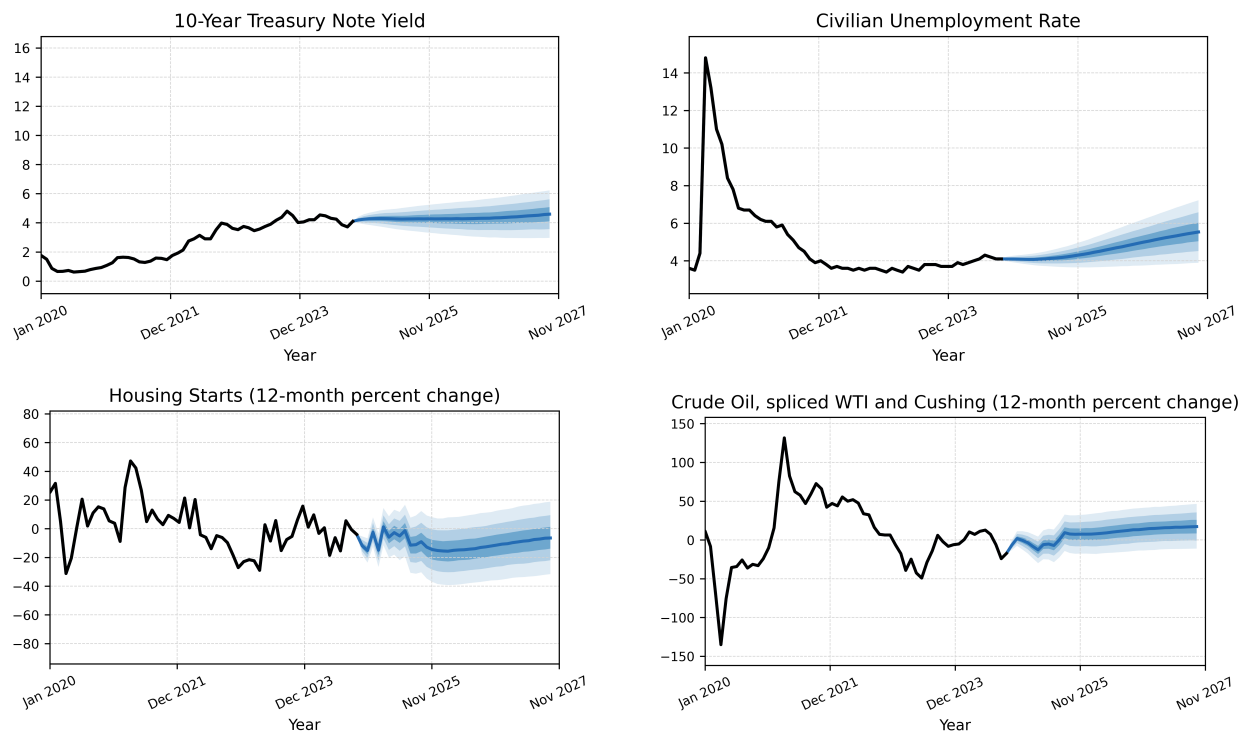 10-Year Treasury Note Yield
16
14
12
10
8
6
4
2
0
Jan 2020
Dec 2021
Dec 2023
Nov 2025
Nov 2027
Year
Civilian Unemployment Rate
14
12
10
8
6
4
Jan 2020
Dec 2021
Dec 2023
Nov 2025
Nov 2027
Year
Housing Starts (12-month percent change)
80
60
40
20
0
−20
−40
−60
−80
Jan 2020
Dec 2021
Dec 2023
Nov 2025
Nov 2027
Year
Crude Oil, spliced WTI and Cushing (12-month percent change)
150
100
50
0
−50
−100
−150
Jan 2020
Dec 2021
Dec 2023
Nov 2025
Nov 2027
Year